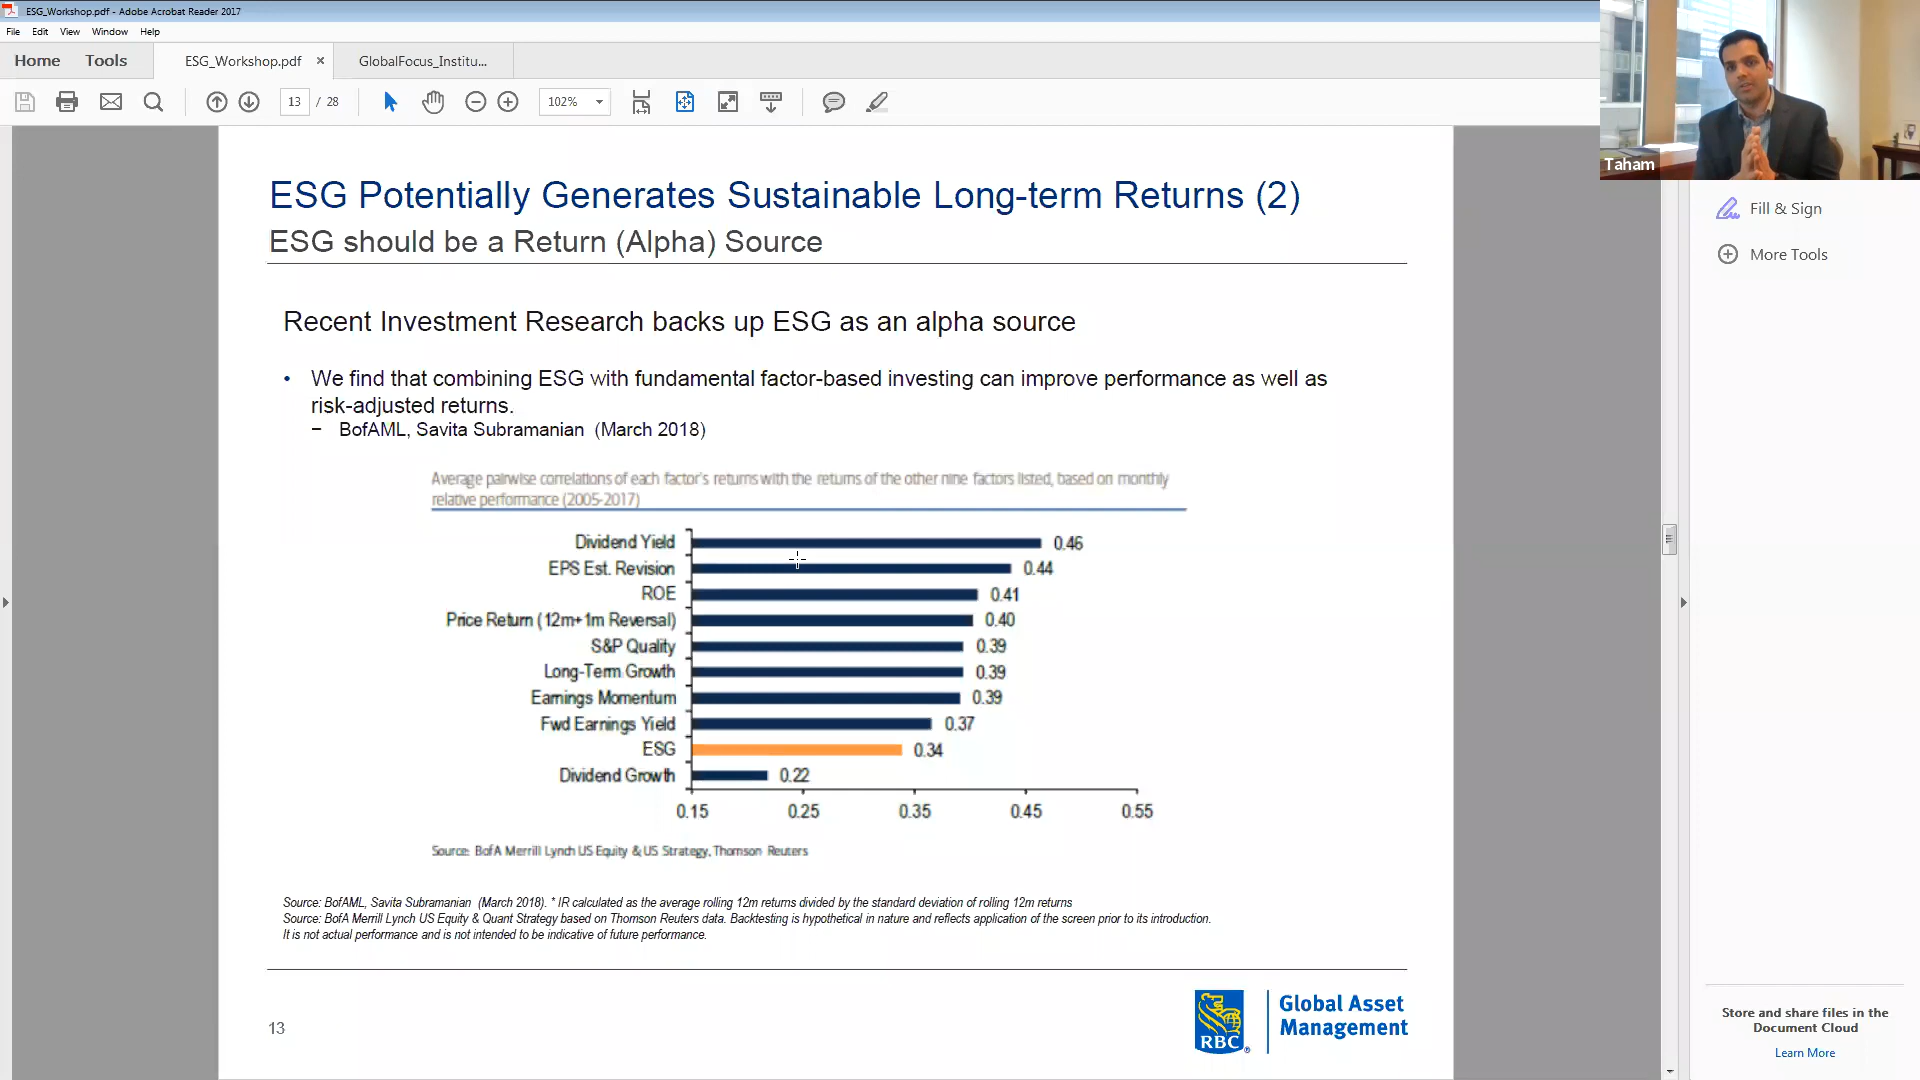 ESG_Workshop.pdf - Adobe Acrobat Reader 2017
File Edit View Window Help
Home Tools ESG_Workshop.pdf × GlobalFocus_Institu...
13 / 28 102%
Taham
Fill & Sign
More Tools
ESG Potentially Generates Sustainable Long-term Returns (2)
ESG should be a Return (Alpha) Source
Recent Investment Research backs up ESG as an alpha source
• We find that combining ESG with fundamental factor-based investing can improve performance as well as
risk-adjusted returns.
− BofAML, Savita Subramanian (March 2018)
Average pairwise correlations of each factor's returns with the returns of the other nine factors listed, based on monthly
relative performance (2005-2017)
Dividend Yield 0.46
EPS Est. Revision 0.44
ROE 0.41
Price Return (12m+1m Reversal) 0.40
S&P Quality 0.39
Long-Term Growth 0.39
Earnings Momentum 0.39
Fwd Earnings Yield 0.37
ESG 0.34
Dividend Growth 0.22
0.15 0.25 0.35 0.45 0.55
Source: BofA Merrill Lynch US Equity & US Strategy, Thomson Reuters
Source: BofAML, Savita Subramanian (March 2018). * IR calculated as the average rolling 12m returns divided by the standard deviation of rolling 12m returns
Source: BofA Merrill Lynch US Equity & Quant Strategy based on Thomson Reuters data. Backtesting is hypothetical in nature and reflects application of the screen prior to its introduction.
It is not actual performance and is not intended to be indicative of future performance.
13
RBC ®
Global Asset
Management
Store and share files in the
Document Cloud
Learn More